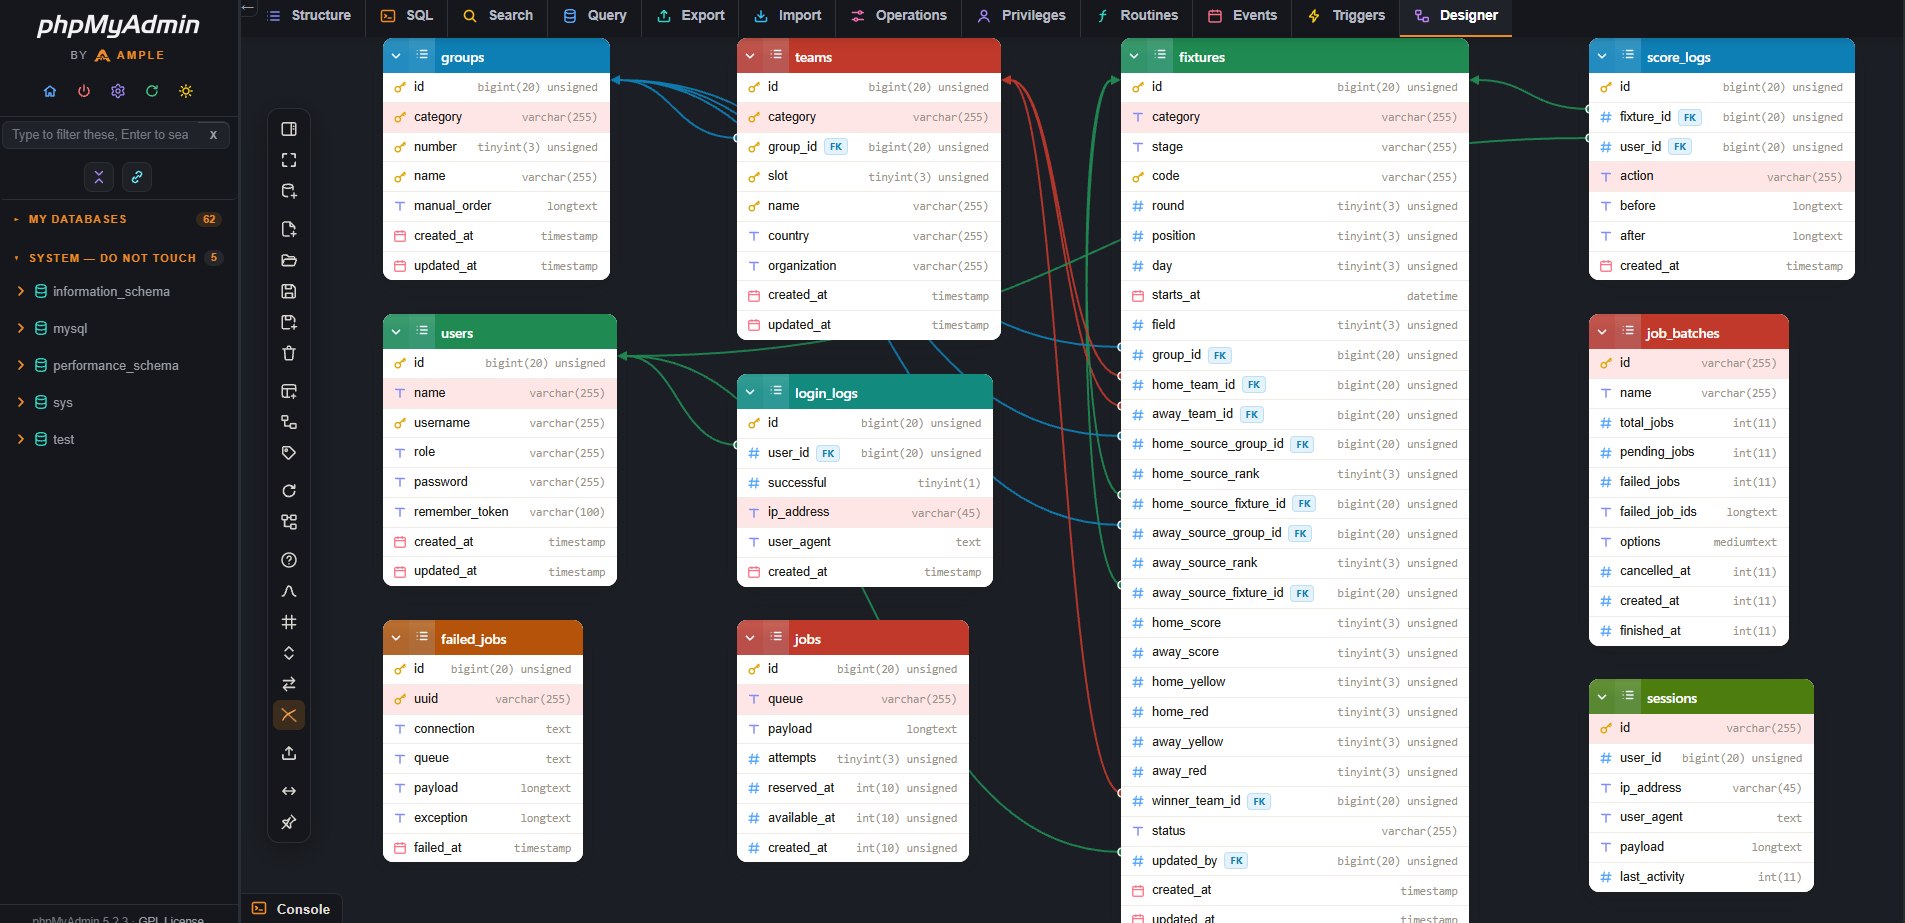 phpMyAdmin
BY AMPLE
Type to filter these, Enter to sea X
MY DATABASES 62
SYSTEM — DO NOT TOUCH 5
information_schema
mysql
performance_schema
sys
test
phpMyAdmin 5.2.3 · GPL License
Structure SQL Search Query Export Import Operations Privileges Routines Events Triggers Designer
groups
id bigint(20) unsigned
category varchar(255)
number tinyint(3) unsigned
name varchar(255)
manual_order longtext
created_at timestamp
updated_at timestamp
users
id bigint(20) unsigned
name varchar(255)
username varchar(255)
role varchar(255)
password varchar(255)
remember_token varchar(100)
created_at timestamp
updated_at timestamp
failed_jobs
id bigint(20) unsigned
uuid varchar(255)
connection text
queue text
payload longtext
exception longtext
failed_at timestamp
teams
id bigint(20) unsigned
category varchar(255)
group_id FK bigint(20) unsigned
slot tinyint(3) unsigned
name varchar(255)
country varchar(255)
organization varchar(255)
created_at timestamp
updated_at timestamp
login_logs
id bigint(20) unsigned
user_id FK bigint(20) unsigned
successful tinyint(1)
ip_address varchar(45)
user_agent text
created_at timestamp
jobs
id bigint(20) unsigned
queue varchar(255)
payload longtext
attempts tinyint(3) unsigned
reserved_at int(10) unsigned
available_at int(10) unsigned
created_at int(10) unsigned
fixtures
id bigint(20) unsigned
category varchar(255)
stage varchar(255)
code varchar(255)
round tinyint(3) unsigned
position tinyint(3) unsigned
day tinyint(3) unsigned
starts_at datetime
field tinyint(3) unsigned
group_id FK bigint(20) unsigned
home_team_id FK bigint(20) unsigned
away_team_id FK bigint(20) unsigned
home_source_group_id FK bigint(20) unsigned
home_source_rank tinyint(3) unsigned
home_source_fixture_id FK bigint(20) unsigned
away_source_group_id FK bigint(20) unsigned
away_source_rank tinyint(3) unsigned
away_source_fixture_id FK bigint(20) unsigned
home_score tinyint(3) unsigned
away_score tinyint(3) unsigned
home_yellow tinyint(3) unsigned
home_red tinyint(3) unsigned
away_yellow tinyint(3) unsigned
away_red tinyint(3) unsigned
winner_team_id FK bigint(20) unsigned
status varchar(255)
updated_by FK bigint(20) unsigned
created_at timestamp
updated_at timestamp
score_logs
id bigint(20) unsigned
fixture_id FK bigint(20) unsigned
user_id FK bigint(20) unsigned
action varchar(255)
before longtext
after longtext
created_at timestamp
job_batches
id varchar(255)
name varchar(255)
total_jobs int(11)
pending_jobs int(11)
failed_jobs int(11)
failed_job_ids longtext
options mediumtext
cancelled_at int(11)
created_at int(11)
finished_at int(11)
sessions
id varchar(255)
user_id bigint(20) unsigned
ip_address varchar(45)
user_agent text
payload longtext
last_activity int(11)
Console